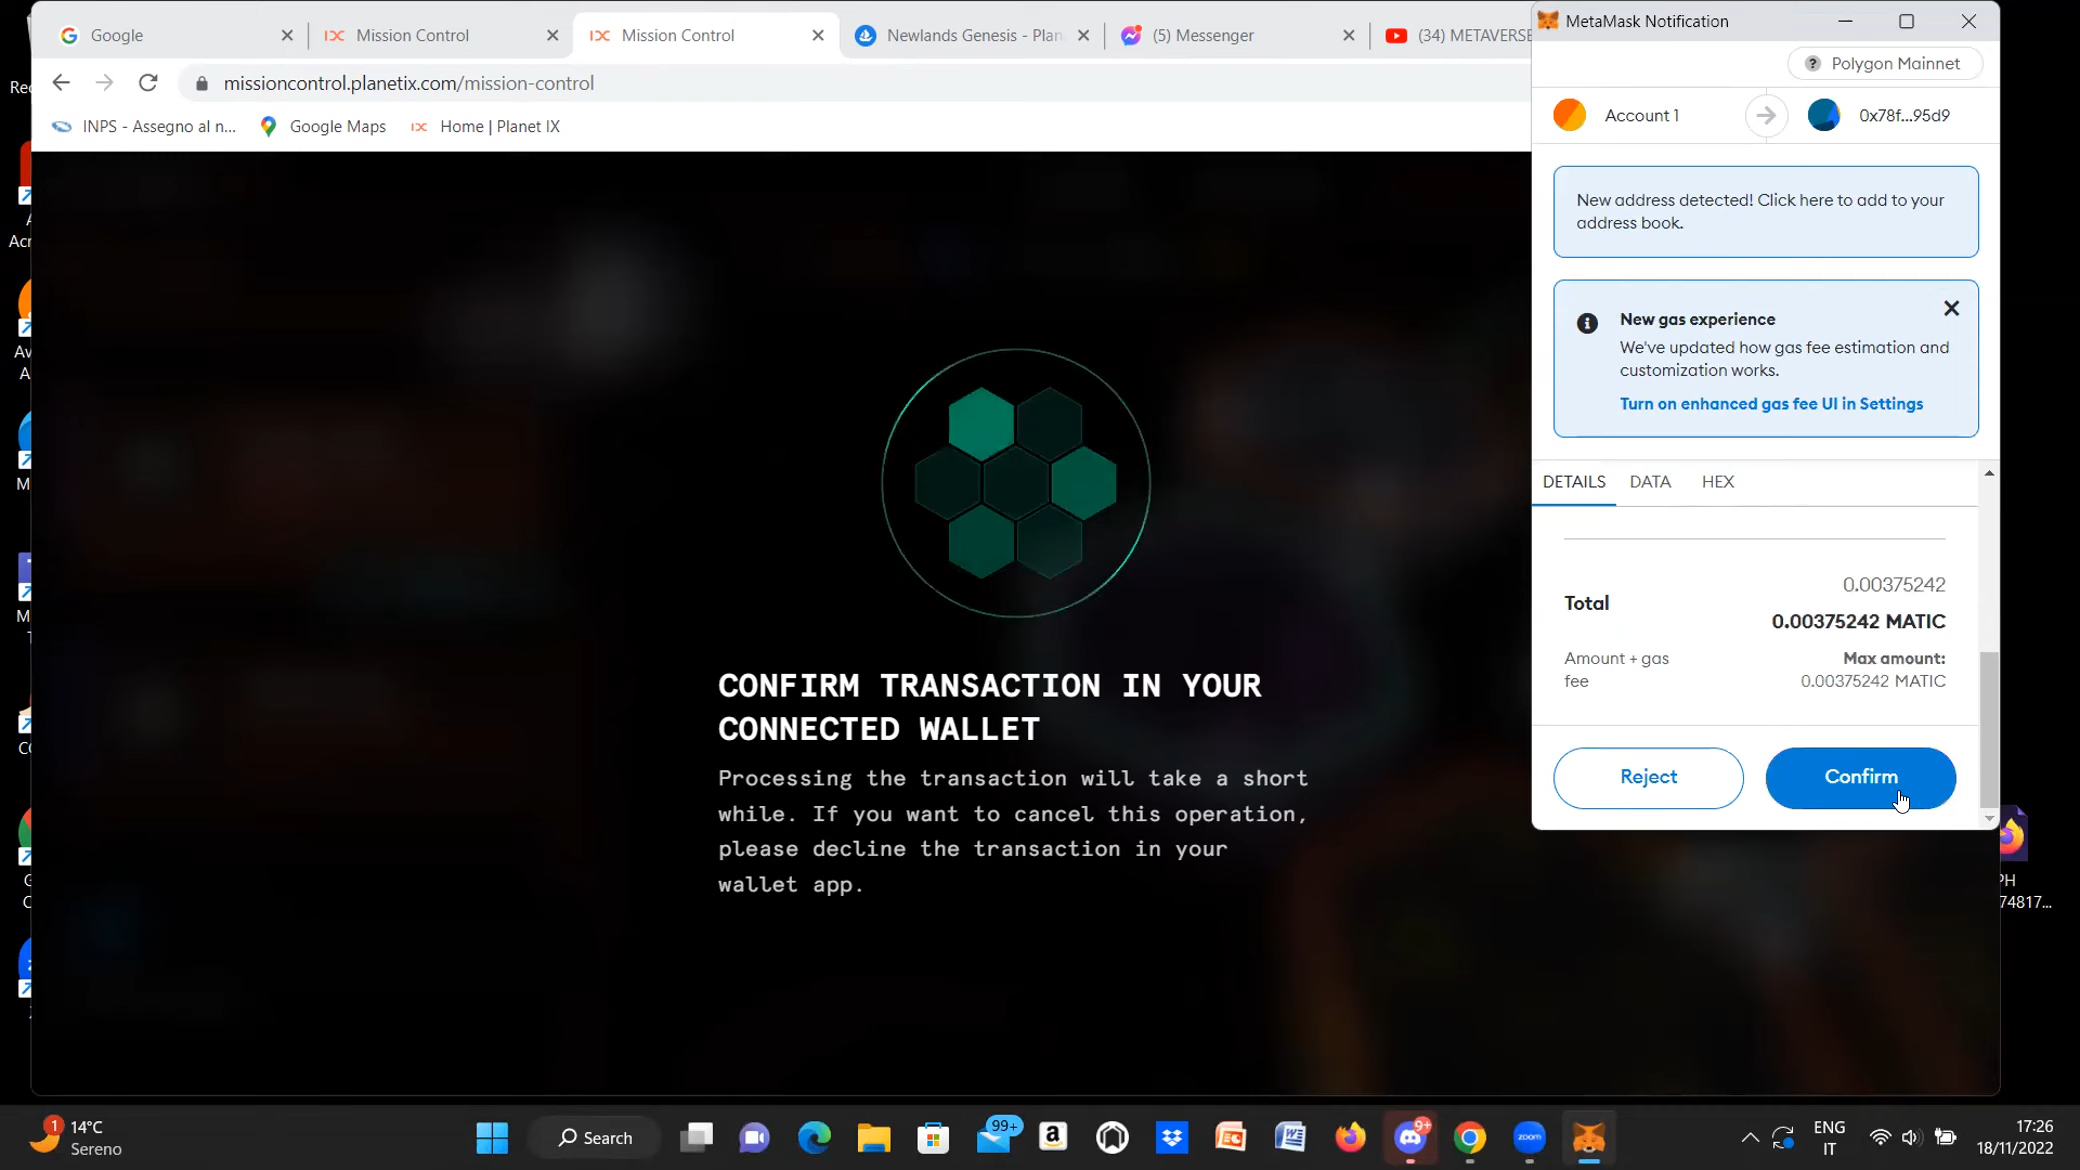 Google
Mission Control
Mission Control
Newlands Genesis - Plan
(5) Messenger
(34) METAVERSE
missioncontrol.planetix.com/mission-control
INPS - Assegno al n...
Google Maps
Home | Planet IX
CONFIRM TRANSACTION IN YOUR
CONNECTED WALLET
Processing the transaction will take a short
while. If you want to cancel this operation,
please decline the transaction in your
wallet app.
MetaMask Notification
Polygon Mainnet
Account 1
0x78f...95d9
New address detected! Click here to add to your
address book.
New gas experience
We've updated how gas fee estimation and
customization works.
Turn on enhanced gas fee UI in Settings
DETAILS
DATA
HEX
0.00375242
Total
0.00375242 MATIC
Amount + gas
fee
Max amount:
0.00375242 MATIC
Reject
Confirm
74817...
1
14°C
Sereno
Search
99+
9+
zoom
ENG
IT
17:26
18/11/2022